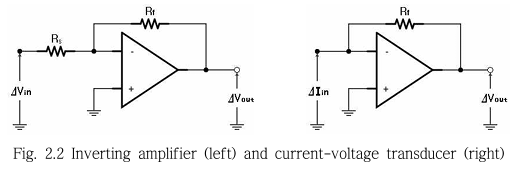 Rf
Rs
-
+
ΔVin
ΔVout
Rf
-
+
ΔIin
ΔVout
Fig. 2.2 Inverting amplifier (left) and current-voltage transducer (right)